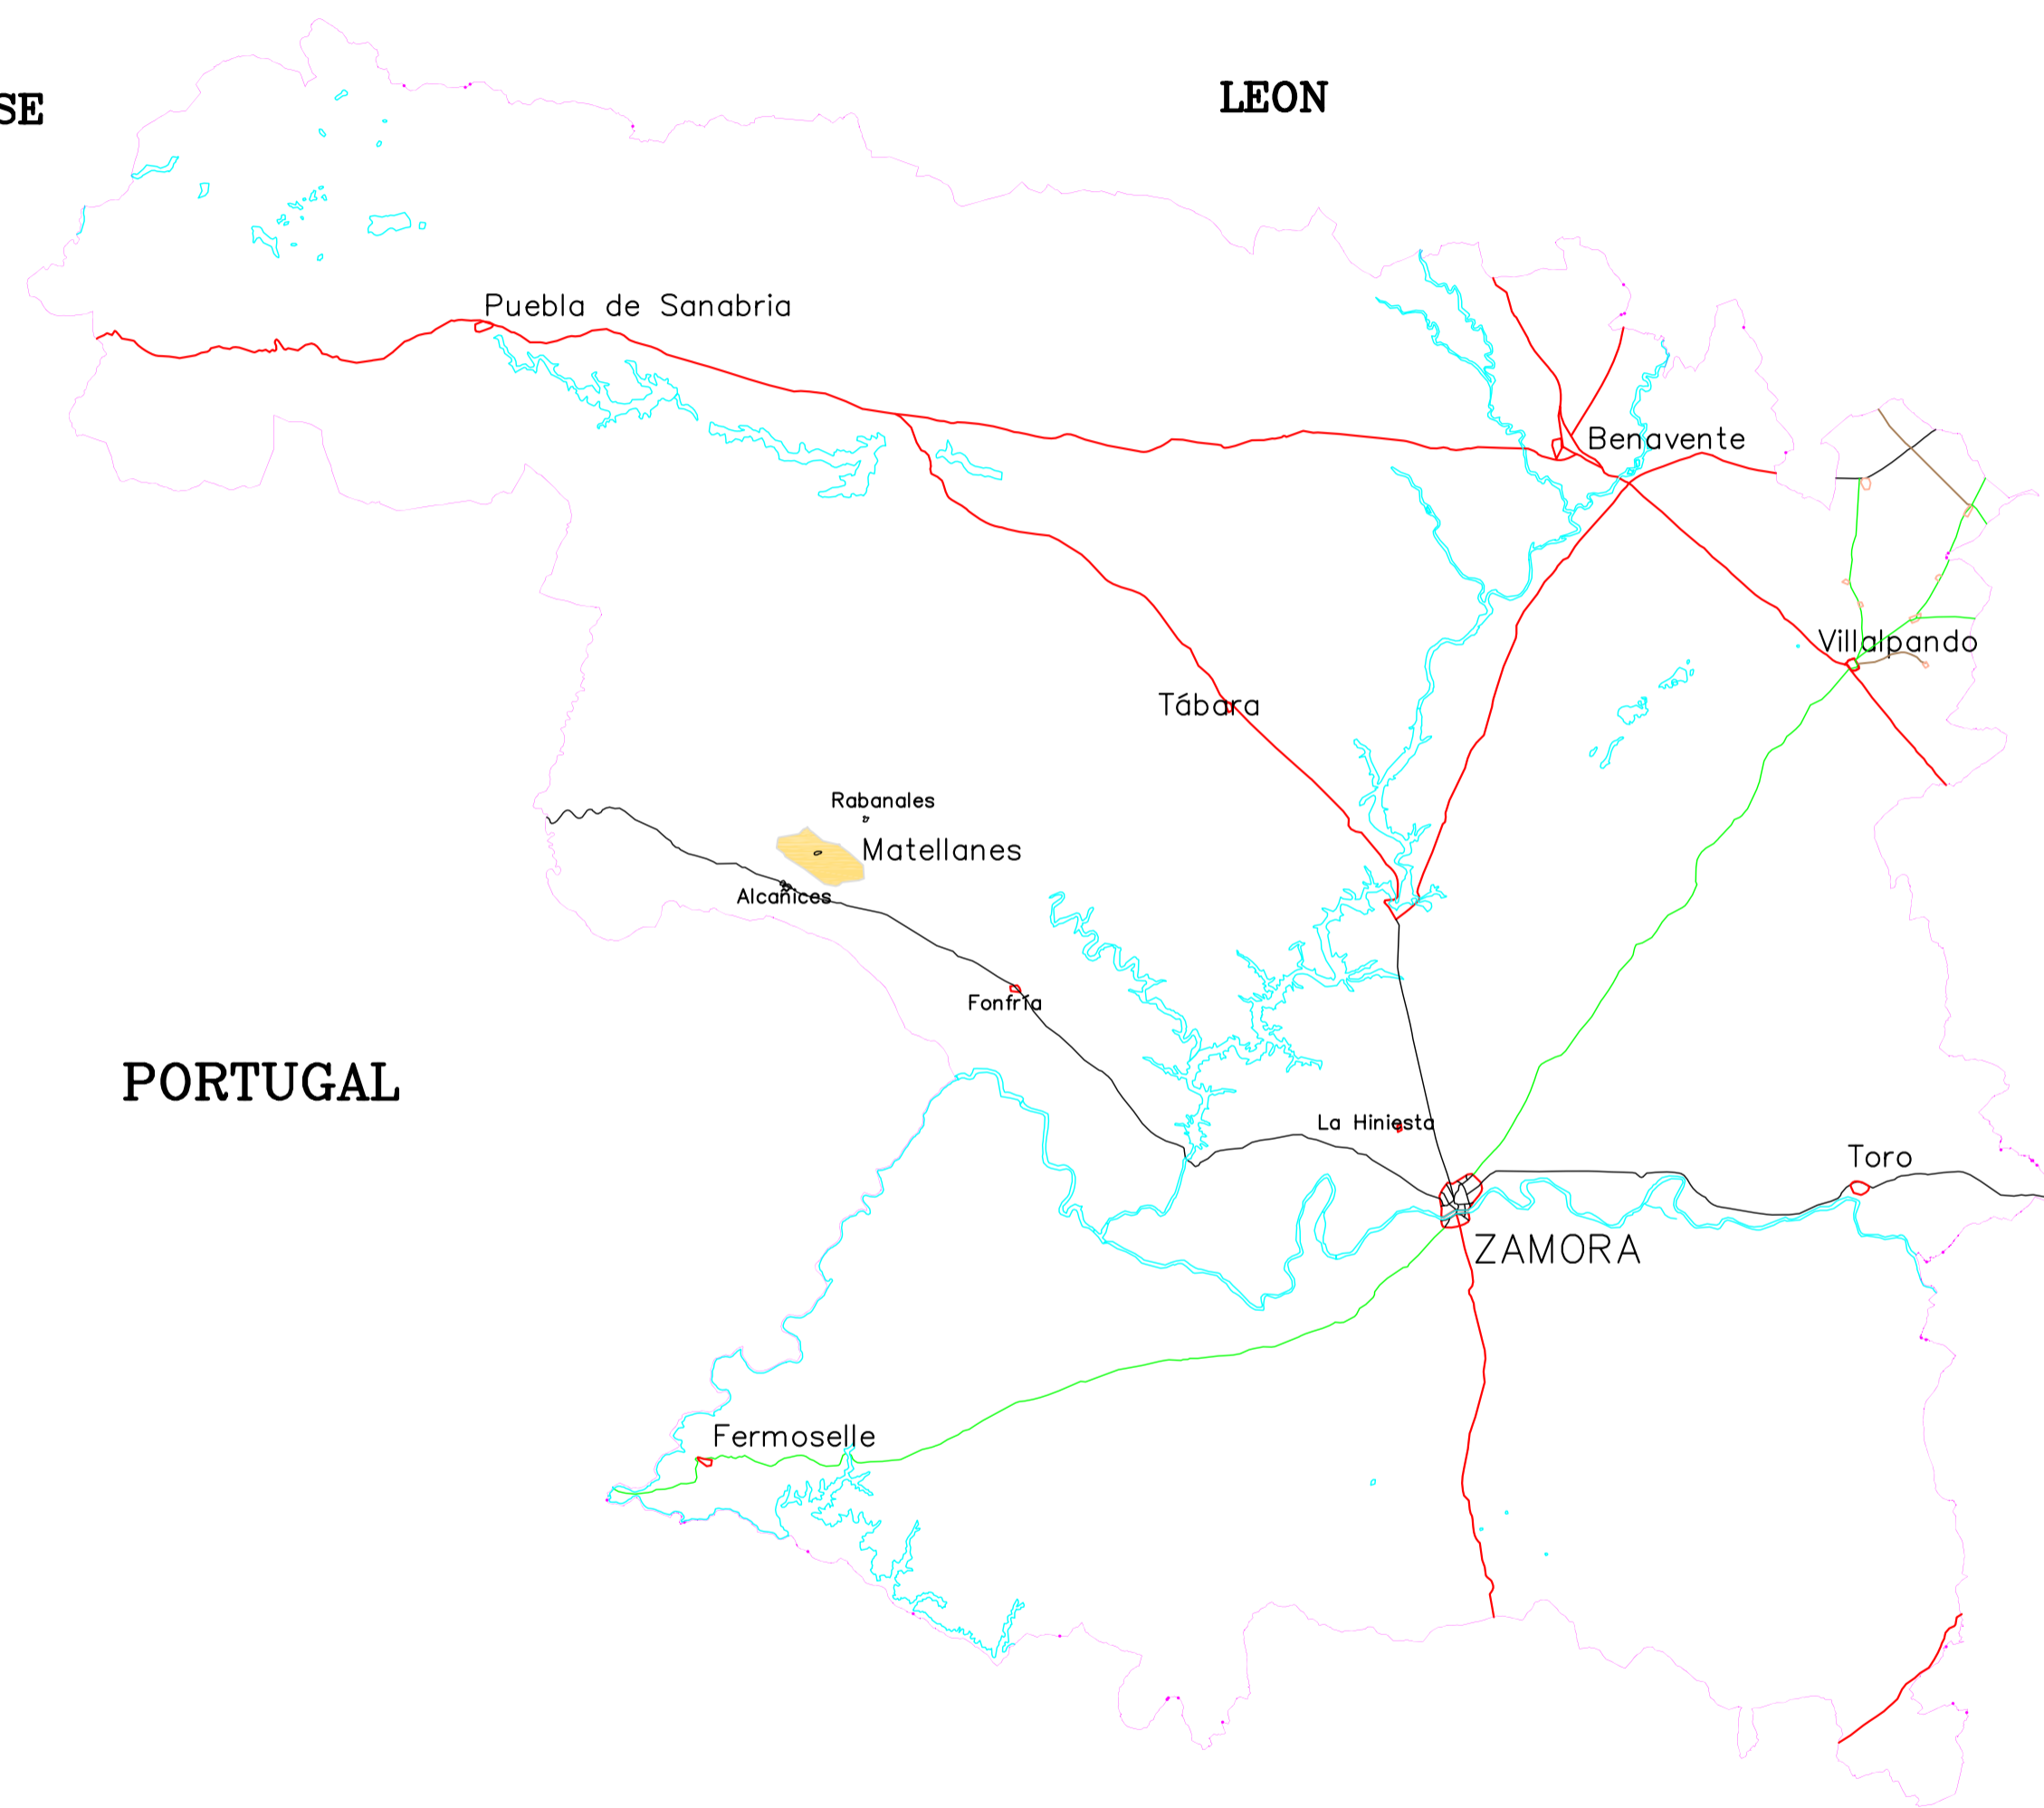 LEON
SE
Puebla de Sanabria
Benavente
Villalpando
Tábara
Rabanales
Matellanes
Alcañices
Fonfría
PORTUGAL
La Hiniesta
Toro
ZAMORA
Fermoselle